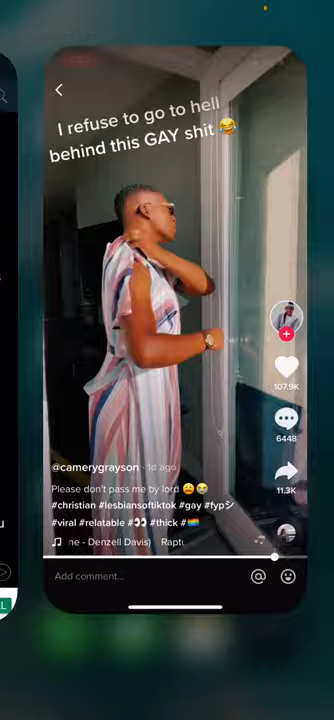 I refuse to go to hell
behind this GAY shit 😂
107.9K
6448
11.3K
@camerygrayson · 1d ago
Please don't pass me by lord 😩😭
#christian #lesbiansoftiktok #gay #fypシ
#viral #relatable #👀 #thick #🏳️‍🌈
ne - Denzell Davis) Raptu
Add comment...